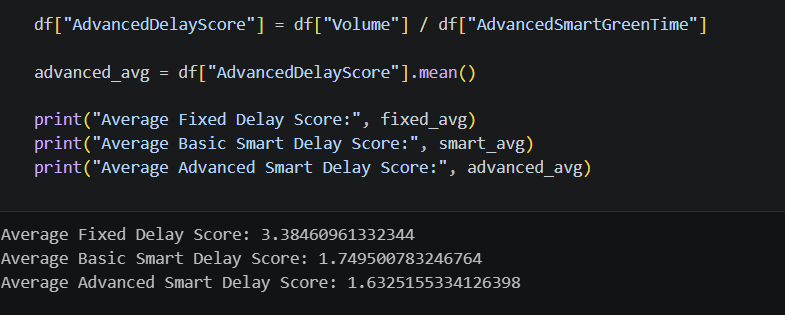 df["AdvancedDelayScore"] = df["Volume"] / df["AdvancedSmartGreenTime"]
advanced_avg = df["AdvancedDelayScore"].mean()
print("Average Fixed Delay Score:", fixed_avg)
print("Average Basic Smart Delay Score:", smart_avg)
print("Average Advanced Smart Delay Score:", advanced_avg)
Average Fixed Delay Score: 3.38460961332344
Average Basic Smart Delay Score: 1.749500783246764
Average Advanced Smart Delay Score: 1.6325155334126398